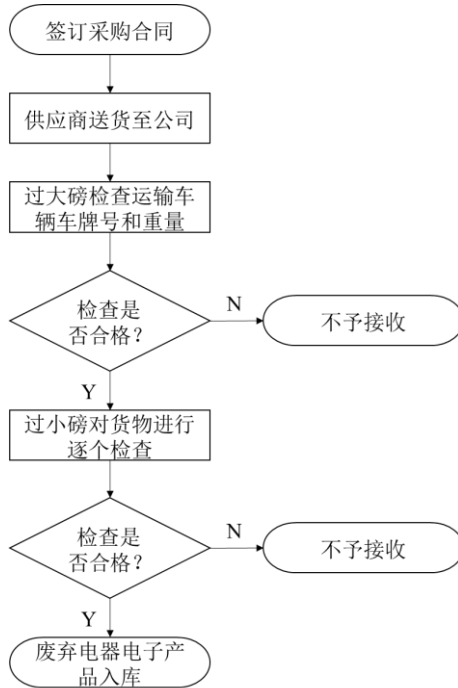 签订采购合同
供应商送货至公司
过大磅检查运输车
辆车牌号和重量
检查是
否合格？
N
不予接收
Y
过小磅对货物进行
逐个检查
检查是
否合格？
N
不予接收
Y
废弃电器电子产
品入库